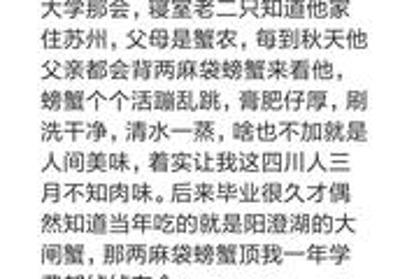 大学那会，寝室老二只知道他家
住苏州，父母是蟹农，每到秋天他
父亲都会背两麻袋螃蟹来看他，
螃蟹个个活蹦乱跳，膏肥仔厚，刷
洗干净，清水一蒸，啥也不加就是
人间美味，着实让我这四川人三
月不知肉味。后来毕业很久才偶
然知道当年吃的就是阳澄湖的大
闸蟹，那两麻袋螃蟹顶我一年学